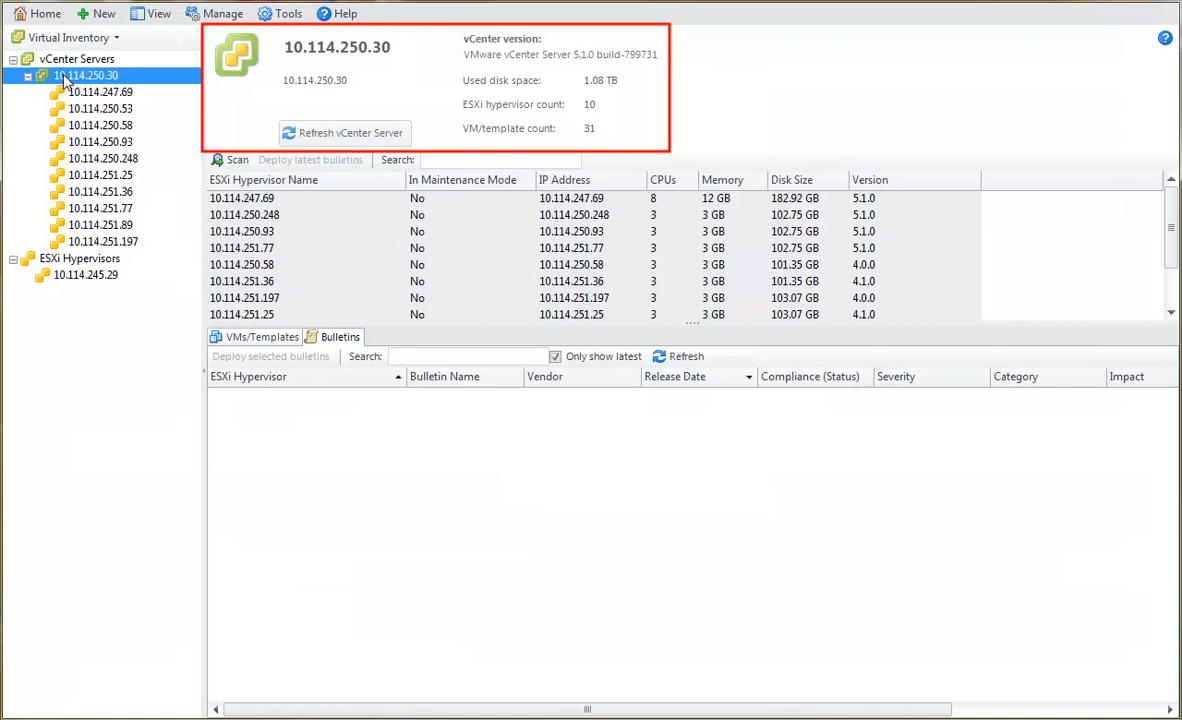 Home New View Manage Tools Help
Virtual Inventory
vCenter Servers
10.114.250.30
10.114.247.69
10.114.250.53
10.114.250.58
10.114.250.93
10.114.250.248
10.114.251.25
10.114.251.36
10.114.251.77
10.114.251.89
10.114.251.197
ESXi Hypervisors
10.114.245.29
10.114.250.30
10.114.250.30
Refresh vCenter Server
vCenter version:
VMware vCenter Server 5.1.0 build-799731
Used disk space: 1.08 TB
ESXi hypervisor count: 10
VM/template count: 31
Scan Deploy latest bulletins Search:
ESXi Hypervisor Name In Maintenance Mode IP Address CPUs Memory Disk Size Version
10.114.247.69 No 10.114.247.69 8 12 GB 182.92 GB 5.1.0
10.114.250.248 No 10.114.250.248 3 3 GB 102.75 GB 5.1.0
10.114.250.93 No 10.114.250.93 3 3 GB 102.75 GB 5.1.0
10.114.251.77 No 10.114.251.77 3 3 GB 102.75 GB 5.1.0
10.114.250.58 No 10.114.250.58 3 3 GB 101.35 GB 4.0.0
10.114.251.36 No 10.114.251.36 3 3 GB 101.35 GB 4.1.0
10.114.251.197 No 10.114.251.197 3 3 GB 103.07 GB 4.0.0
10.114.251.25 No 10.114.251.25 3 3 GB 103.07 GB 4.1.0
VMs/Templates Bulletins
Deploy selected bulletins Search: Only show latest Refresh
ESXi Hypervisor Bulletin Name Vendor Release Date Compliance (Status) Severity Category Impact